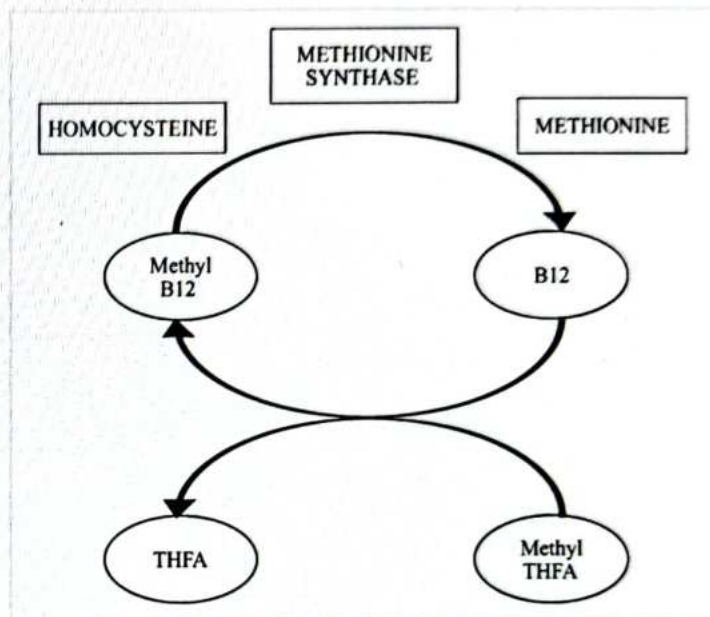 METHIONINE
SYNTHASE
HOMOCYSTEINE
METHIONINE
Methyl
B12
B12
THFA
Methyl
THFA